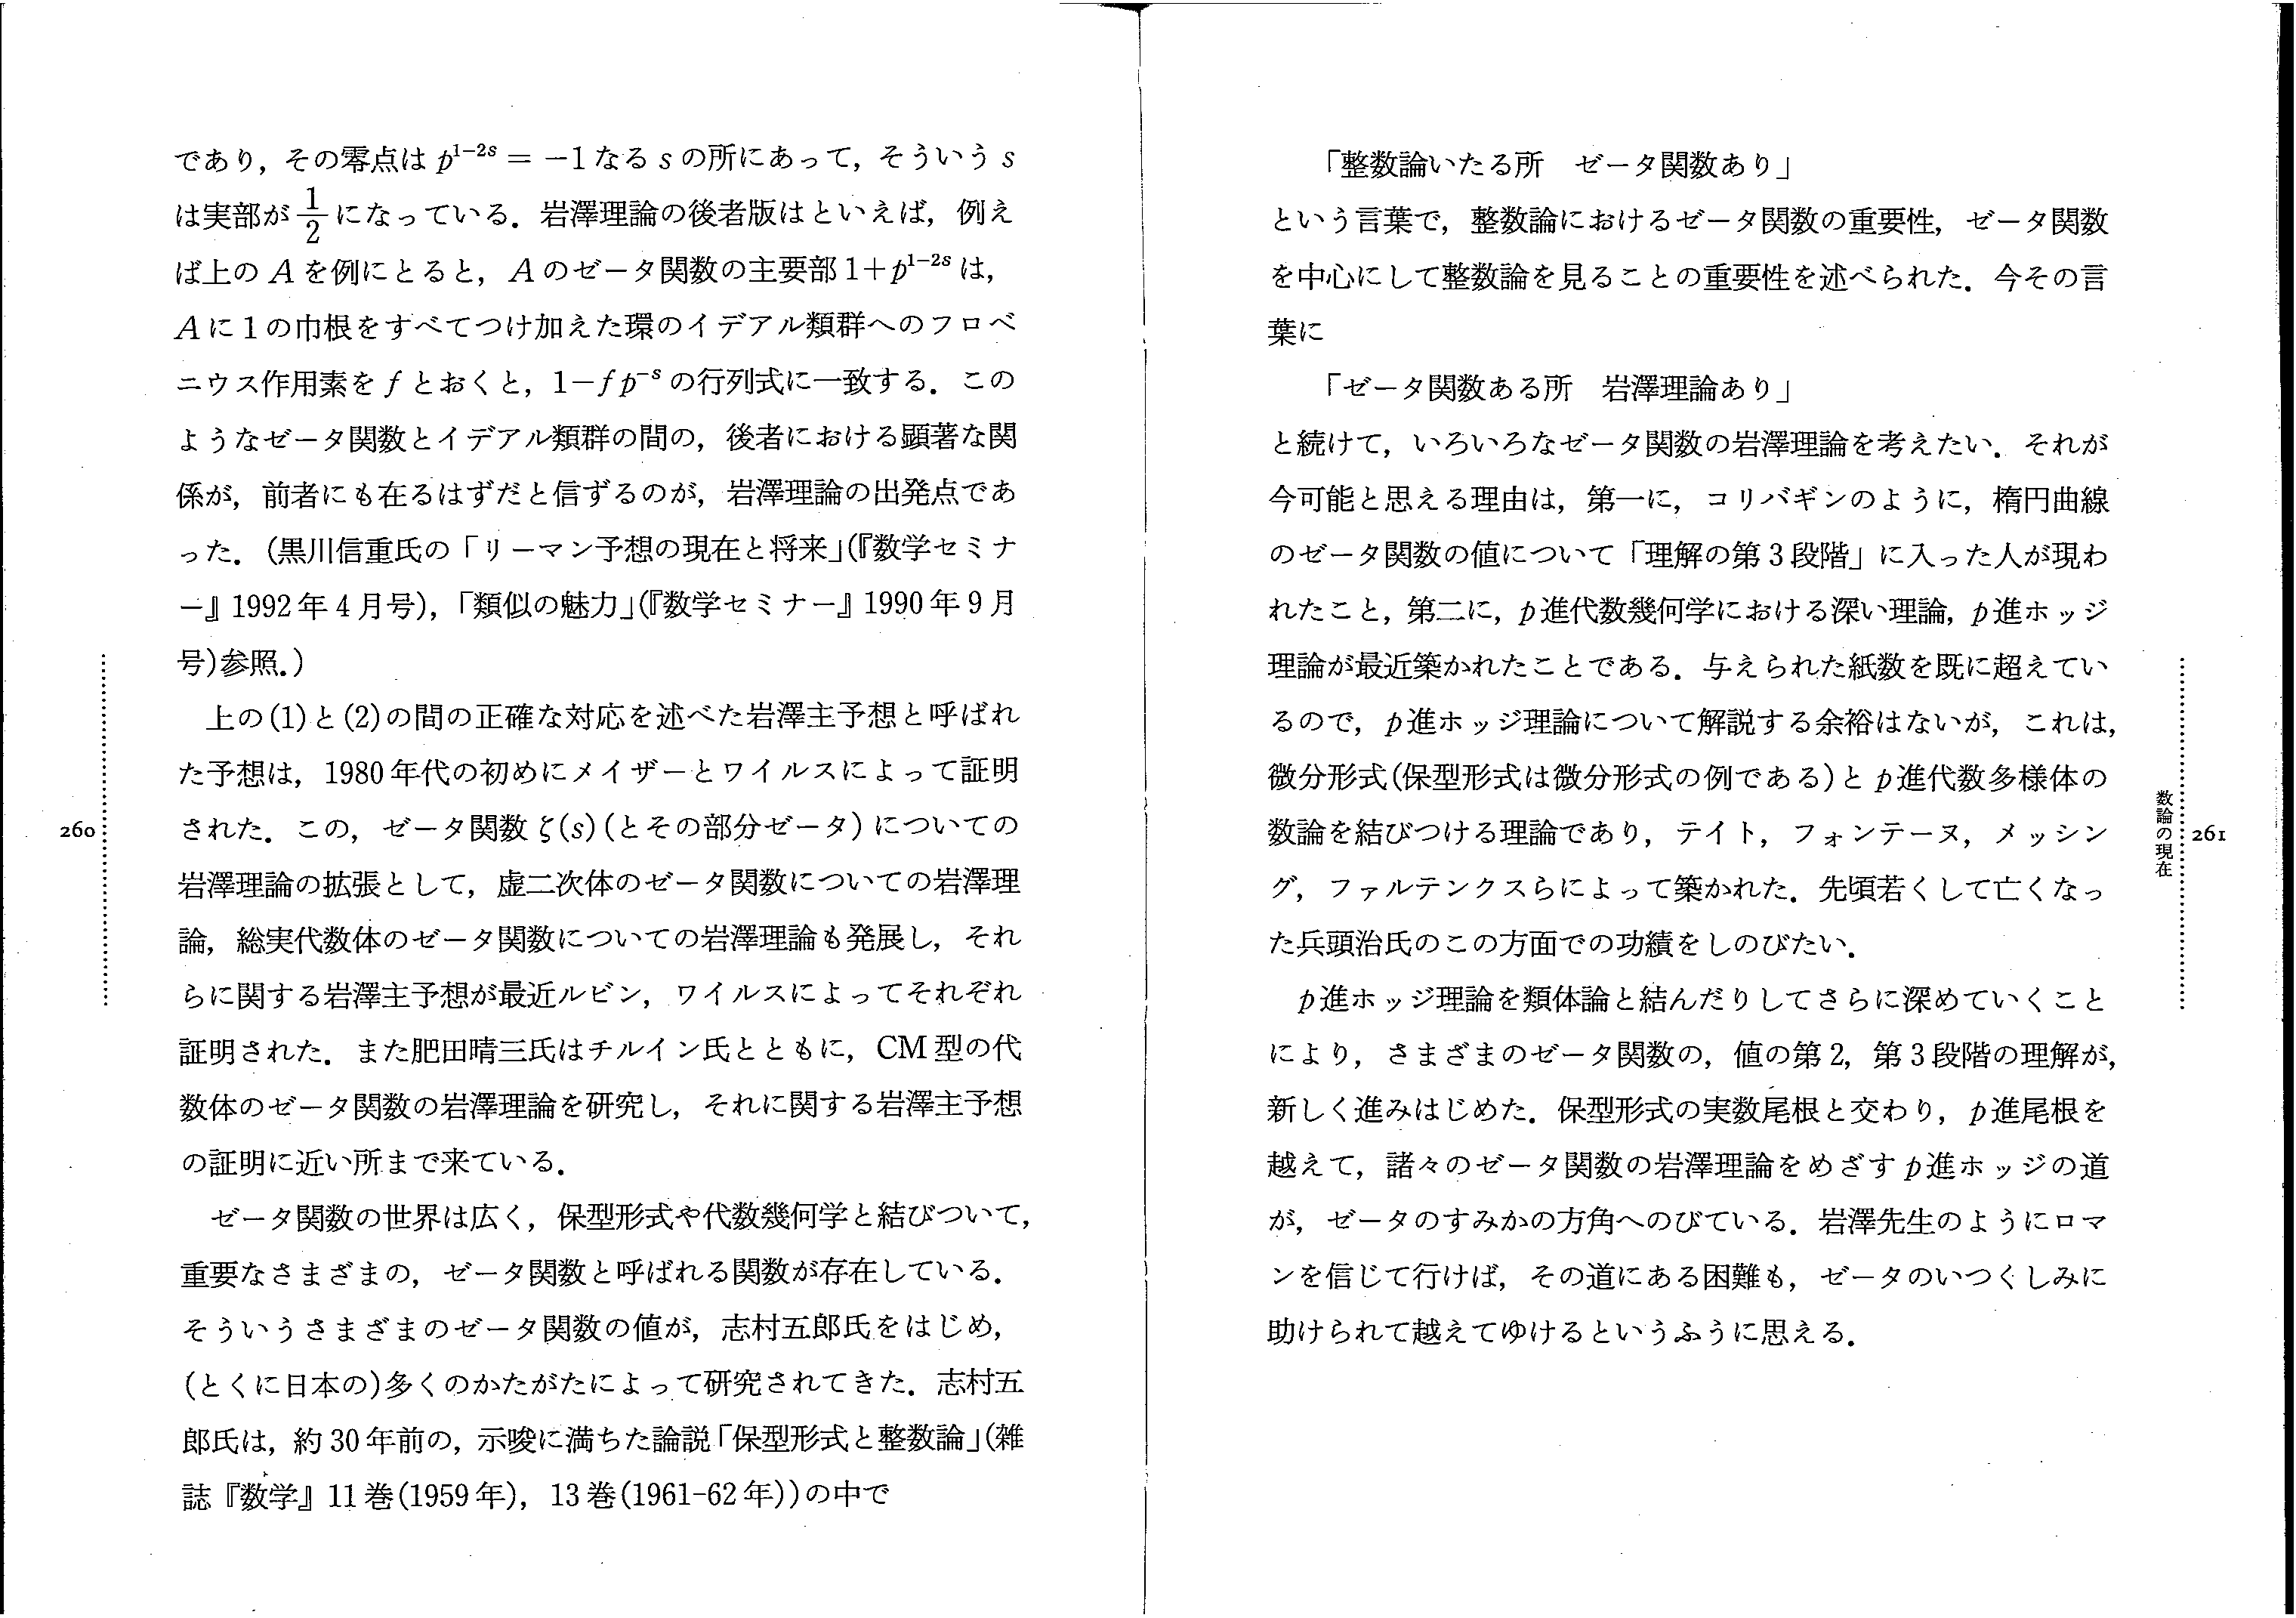 であり，その零点は p^{1−2s} = −1 なる s の所にあって，そういう s
は実部が 1/2 になっている．岩澤理論の後者版はといえば，例え
ば上の A を例にとると，A のゼータ関数の主要部 1+p^{1−2s} は，
A に 1 の巾根をすべてつけ加えた環のイデアル類群へのフロベ
ニウス作用素を f とおくと，1−fp^{−s} の行列式に一致する．この
ようなゼータ関数とイデアル類群の間の，後者における顕著な関
係が，前者にも在るはずだと信ずるのが，岩澤理論の出発点であ
った．（黒川信重氏の「リーマン予想の現在と将来」(『数学セミナ
ー』1992年4月号)，「類似の魅力」(『数学セミナー』1990年9月
号)参照．）
上の(1)と(2)の間の正確な対応を述べた岩澤主予想と呼ばれ
た予想は，1980年代の初めにメイザーとワイルスによって証明
された．この，ゼータ関数 ζ(s)(とその部分ゼータ)についての
岩澤理論の拡張として，虚二次体のゼータ関数についての岩澤理
論，総実代数体のゼータ関数についての岩澤理論も発展し，それ
らに関する岩澤主予想が最近ルビン，ワイルスによってそれぞれ
証明された．また肥田晴三氏はチルイン氏とともに，CM型の代
数体のゼータ関数の岩澤理論を研究し，それに関する岩澤主予想
の証明に近い所まで来ている．
ゼータ関数の世界は広く，保型形式や代数幾何学と結びついて，
重要なさまざまの，ゼータ関数と呼ばれる関数が存在している．
そういうさまざまのゼータ関数の値が，志村五郎氏をはじめ，
(とくに日本の)多くのかたがたによって研究されてきた．志村五
郎氏は，約30年前の，示唆に満ちた論説「保型形式と整数論」(雑
誌『数学』11巻(1959年)，13巻(1961–62年))の中で
260
「整数論いたる所　ゼータ関数あり」
という言葉で，整数論におけるゼータ関数の重要性，ゼータ関数
を中心にして整数論を見ることの重要性を述べられた．今その言
葉に
「ゼータ関数ある所　岩澤理論あり」
と続けて，いろいろなゼータ関数の岩澤理論を考えたい．それが
今可能と思える理由は，第一に，コリバギンのように，楕円曲線
のゼータ関数の値について「理解の第3段階」に入った人が現わ
れたこと，第二に，p進代数幾何学における深い理論，p進ホッジ
理論が最近築かれたことである．与えられた紙数を既に超えてい
るので，p進ホッジ理論について解説する余裕はないが，これは，
微分形式(保型形式は微分形式の例である)と p進代数多様体の
数論を結びつける理論であり，テイト，フォンテーヌ，メッシン
グ，ファルテンクスらによって築かれた．先頃若くして亡くなっ
た兵頭治氏のこの方面での功績をしのびたい．
p進ホッジ理論を類体論と結んだりしてさらに深めていくこと
により，さまざまのゼータ関数の，値の第2，第3段階の理解が，
新しく進みはじめた．保型形式の実数尾根と交わり，p進尾根を
越えて，諸々のゼータ関数の岩澤理論をめざす p進ホッジの道
が，ゼータのすみかの方角へのびている．岩澤先生のようにロマ
ンを信じて行けば，その道にある困難も，ゼータのいつくしみに
助けられて越えてゆけるというふうに思える．
数論の現在
261